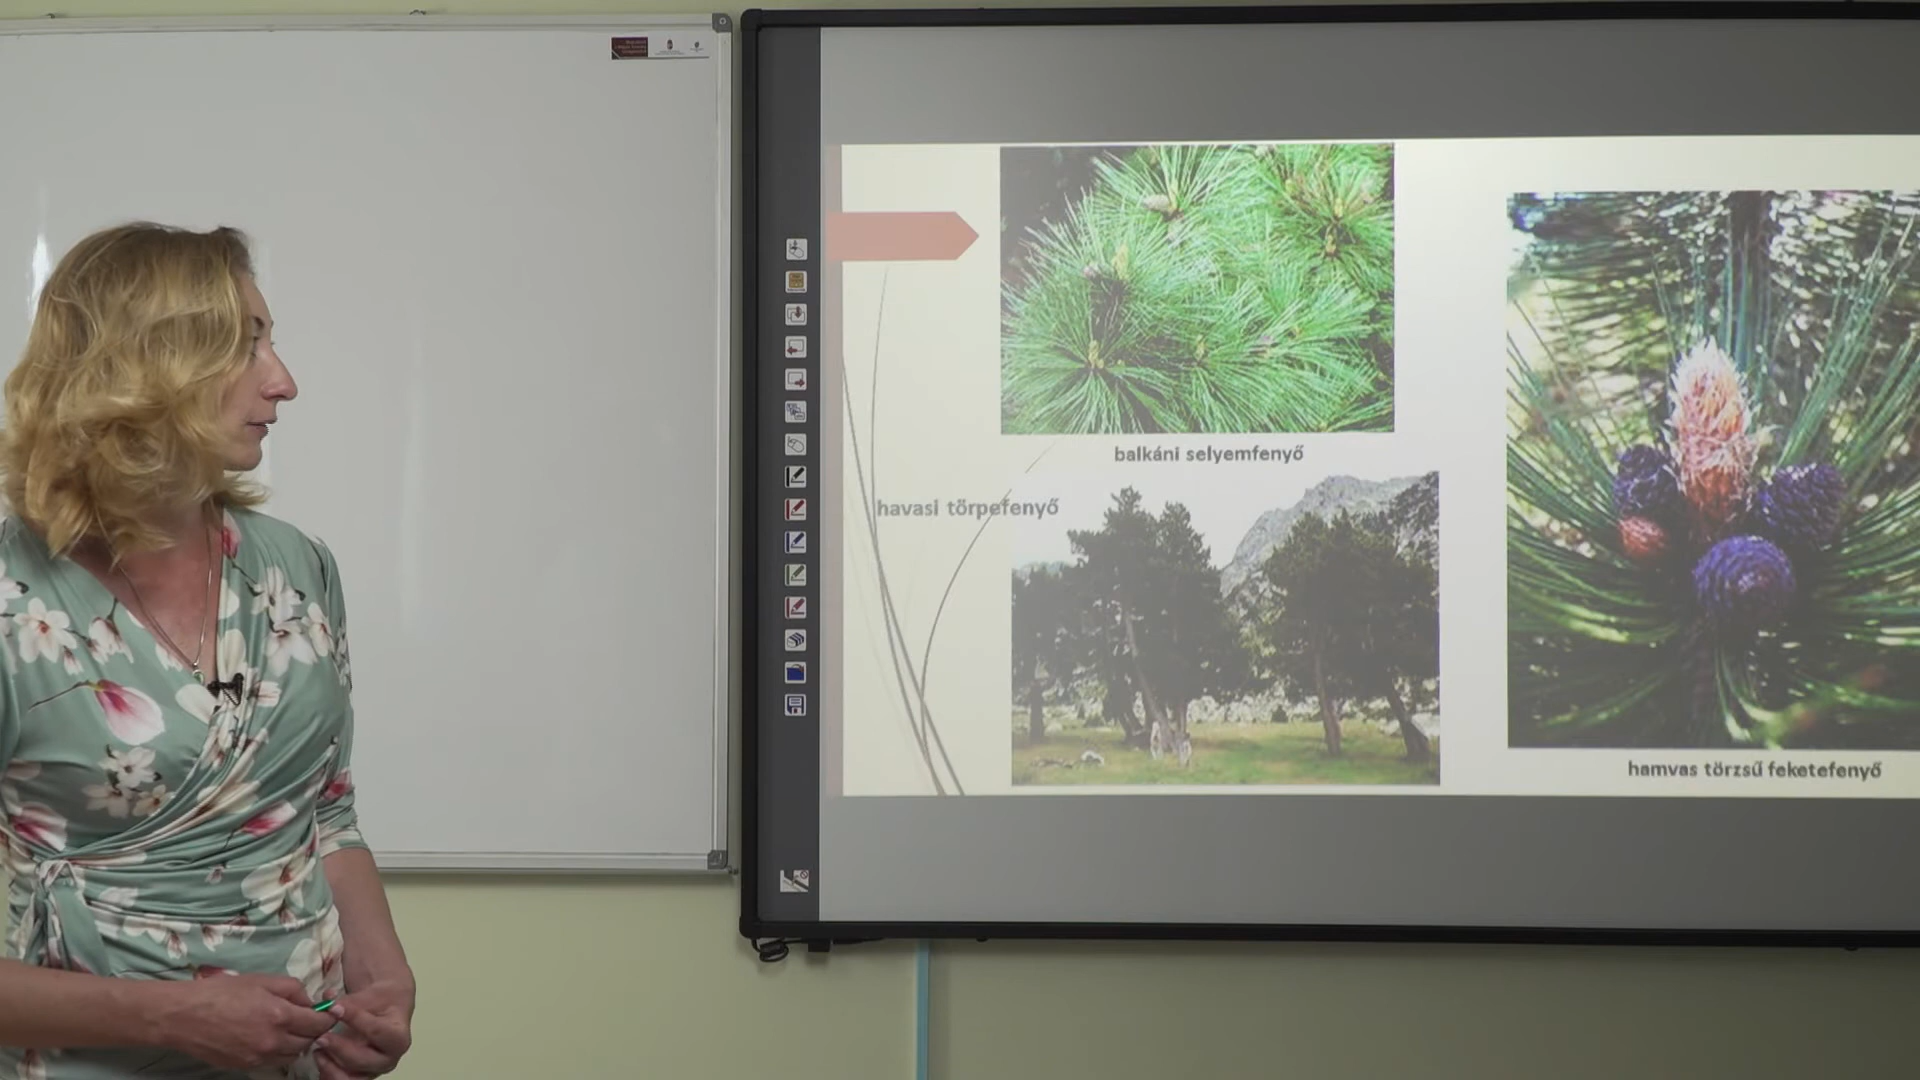 balkáni selyemfenyő
havasi törpefenyő
hamvas törzsű feketefenyő